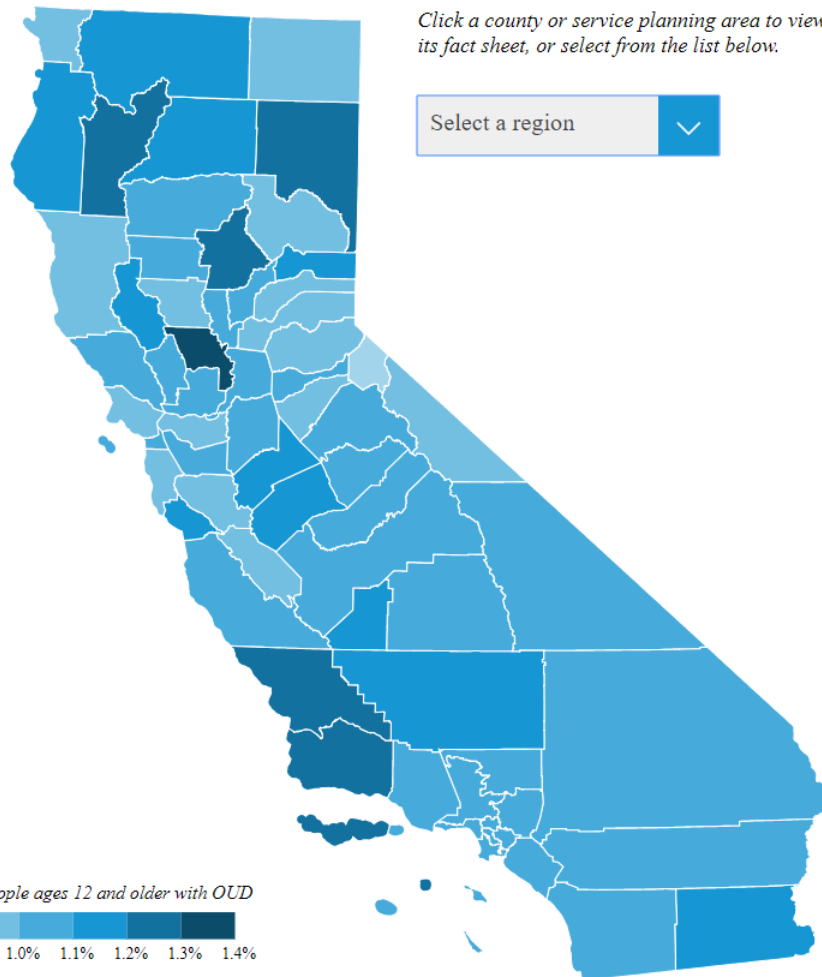 Click a county or service planning area to view
its fact sheet, or select from the list below.
Select a region
ople ages 12 and older with OUD
1.0% 1.1% 1.2% 1.3% 1.4%